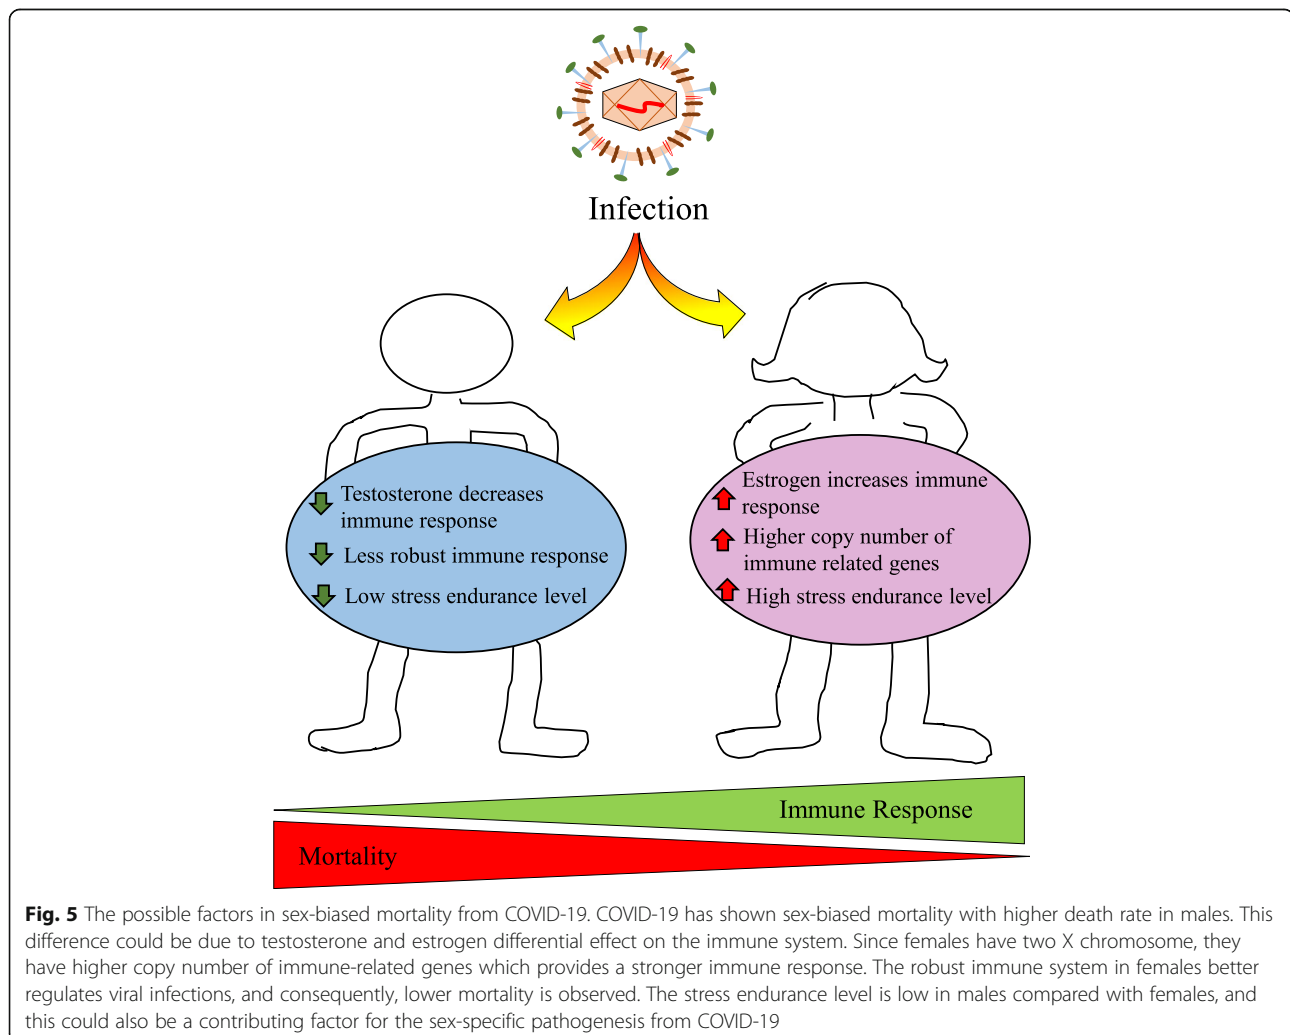 Infection
Testosterone decreases
immune response
Less robust immune response
Low stress endurance level
Estrogen increases immune
response
Higher copy number of
immune related genes
High stress endurance level
Immune Response
Mortality
Fig. 5 The possible factors in sex-biased mortality from COVID-19. COVID-19 has shown sex-biased mortality with higher death rate in males. This
difference could be due to testosterone and estrogen differential effect on the immune system. Since females have two X chromosome, they
have higher copy number of immune-related genes which provides a stronger immune response. The robust immune system in females better
regulates viral infections, and consequently, lower mortality is observed. The stress endurance level is low in males compared with females, and
this could also be a contributing factor for the sex-specific pathogenesis from COVID-19